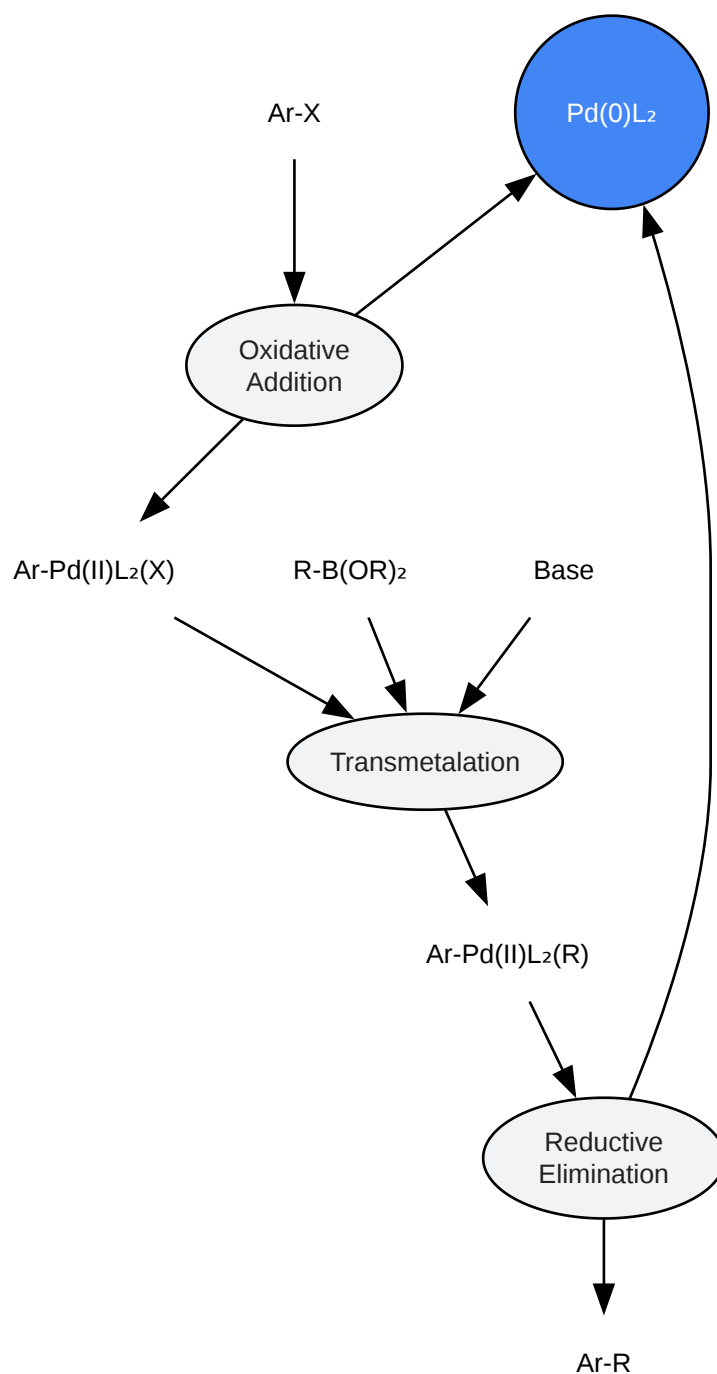 Ar-X
Pd(0)L₂
Oxidative
Addition
Ar-Pd(II)L₂(X)
R-B(OR)₂
Base
Transmetalation
Ar-Pd(II)L₂(R)
Reductive
Elimination
Ar-R